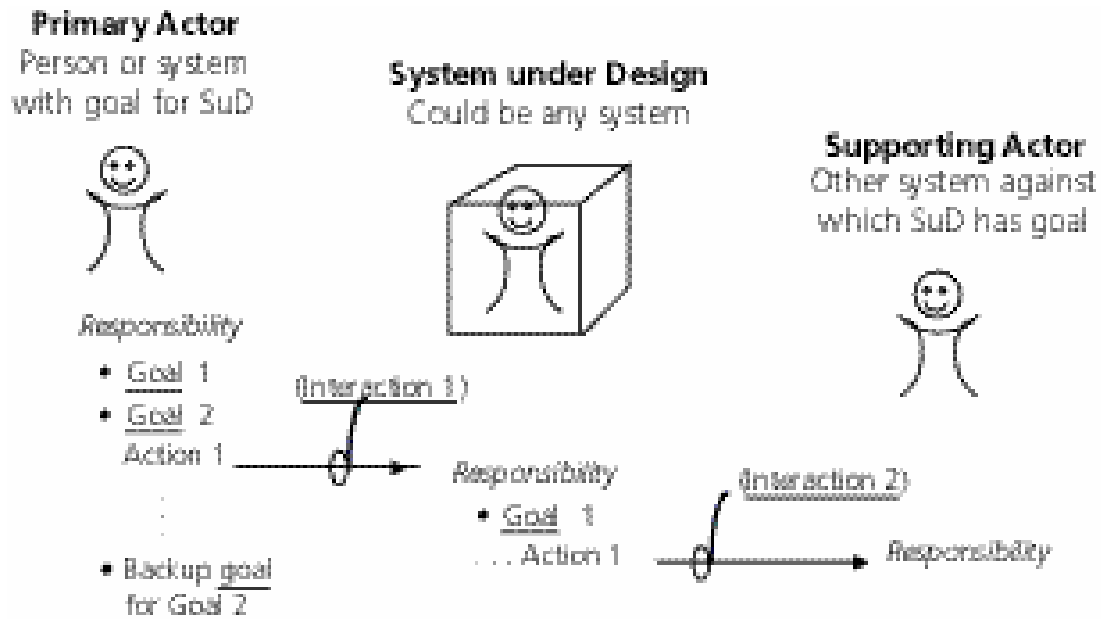 Primary Actor
Person or system
with goal for SuD
System under Design
Could be any system
Supporting Actor
Other system against
which SuD has goal
Responsibility
• Goal 1
• Goal 2
Action 1
.
.
• Backup goal
for Goal 2
(Interaction 1)
Responsibility
• Goal 1
. . . Action 1
(Interaction 2)
Responsibility